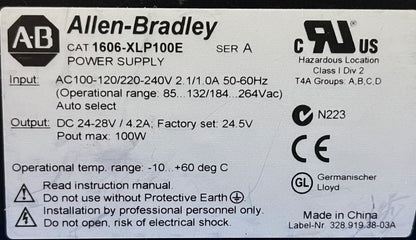 A-B Allen-Bradley
CAT 1606-XLP100E SER A
POWER SUPPLY
Input: AC100-120/220-240V 2.1/1.0A 50-60Hz
(Operational range: 85...132/184...264Vac)
Auto select
Output: DC 24-28V / 4.2A; Factory set: 24.5V
Pout max: 100W
Operational temp. range: -10...+60 deg C
Read instruction manual.
Do not use without Protective Earth
Installation by professional personnel only.
Do not open, risk of electrical shock.
c UR US
Hazardous Location
Class I Div 2
T4A Groups: A,B,C,D
C N223
CE
GL Germanischer
Lloyd
Made in China
Label-Nr 328.919.38-03A